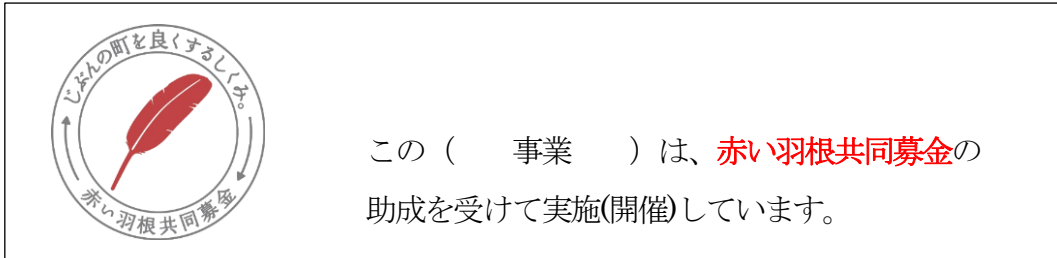 じぶんの町を良くするしくみ。
赤い羽根共同募金
この（　　事業　　）は、赤い羽根共同募金の
助成を受けて実施(開催)しています。